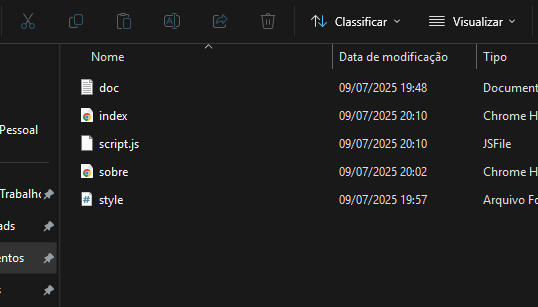 Classificar
Visualizar
Nome
Data de modificação
Tipo
doc
09/07/2025 19:48
Document
index
09/07/2025 20:10
Chrome H
script.js
09/07/2025 20:10
JSFile
sobre
09/07/2025 20:02
Chrome H
style
09/07/2025 19:57
Arquivo Fo
Pessoal
Trabalho
ads
entos
s